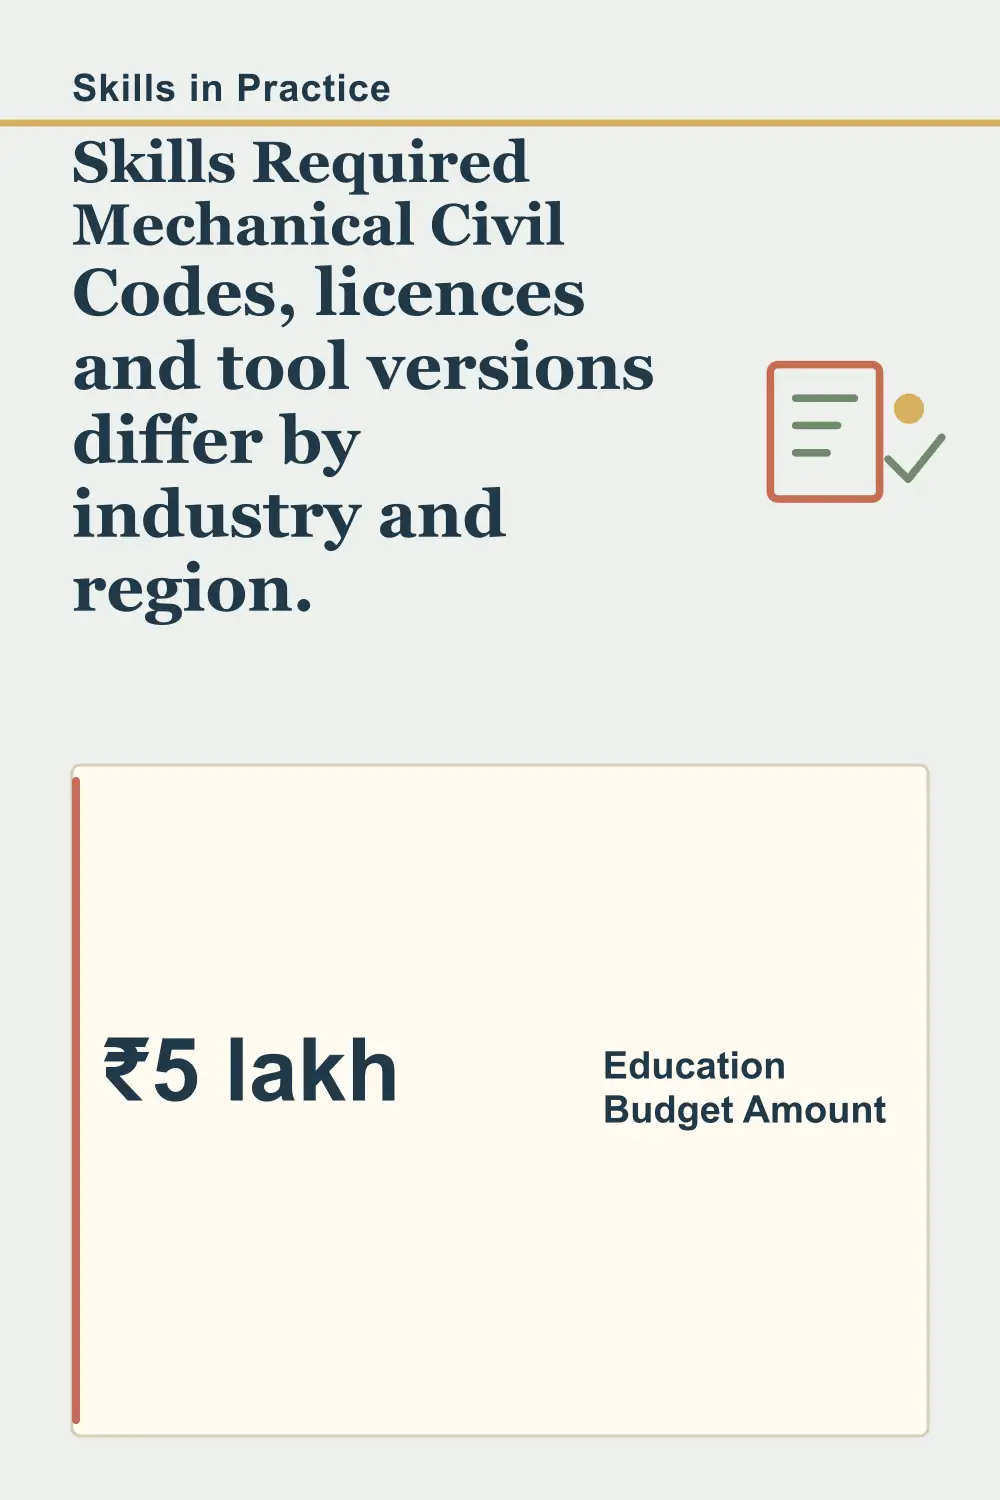 Skills in Practice
Skills Required
Mechanical Civil
Codes, licences
and tool versions
differ by
industry and
region.
₹5 lakh
Education
Budget Amount